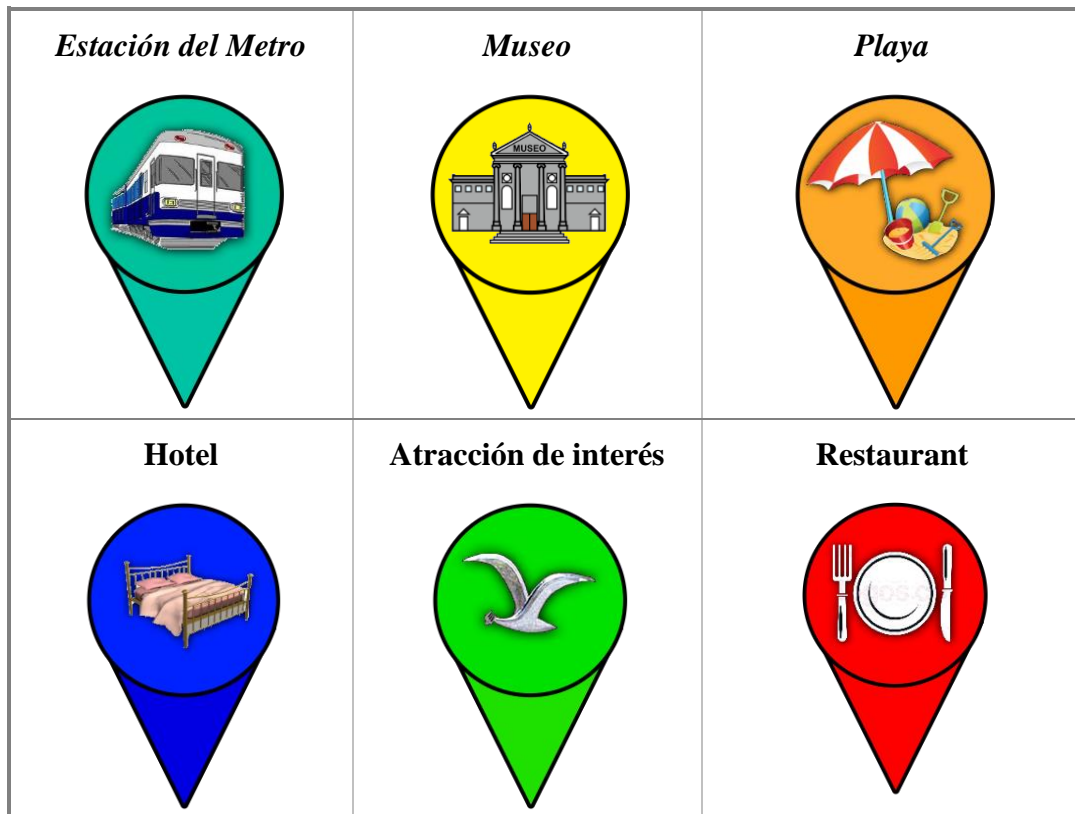 Estación del Metro
Museo
Playa
MUSEO
Hotel
Atracción de interés
Restaurant